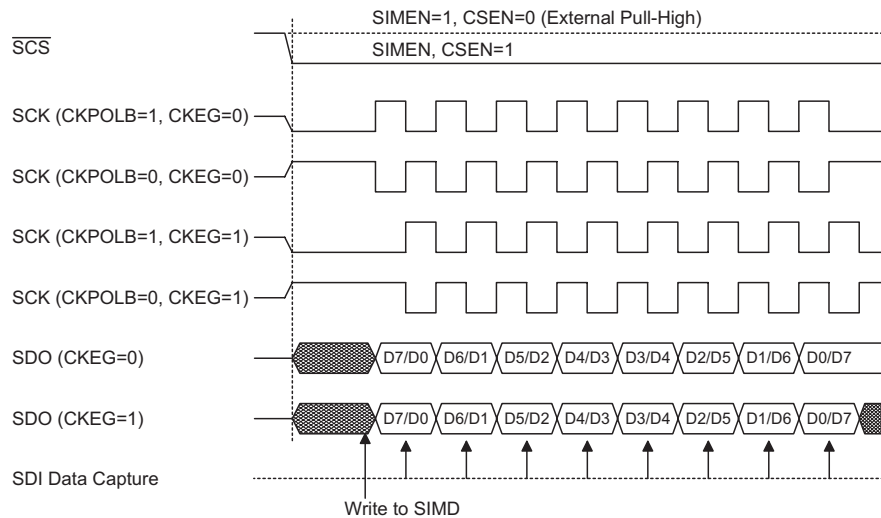 SIMEN=1, CSEN=0 (External Pull-High)
SCS
SIMEN, CSEN=1
SCK (CKPOLB=1, CKEG=0)
SCK (CKPOLB=0, CKEG=0)
SCK (CKPOLB=1, CKEG=1)
SCK (CKPOLB=0, CKEG=1)
SDO (CKEG=0) D7/D0 D6/D1 D5/D2 D4/D3 D3/D4 D2/D5 D1/D6 D0/D7
SDO (CKEG=1) D7/D0 D6/D1 D5/D2 D4/D3 D3/D4 D2/D5 D1/D6 D0/D7
SDI Data Capture
Write to SIMD